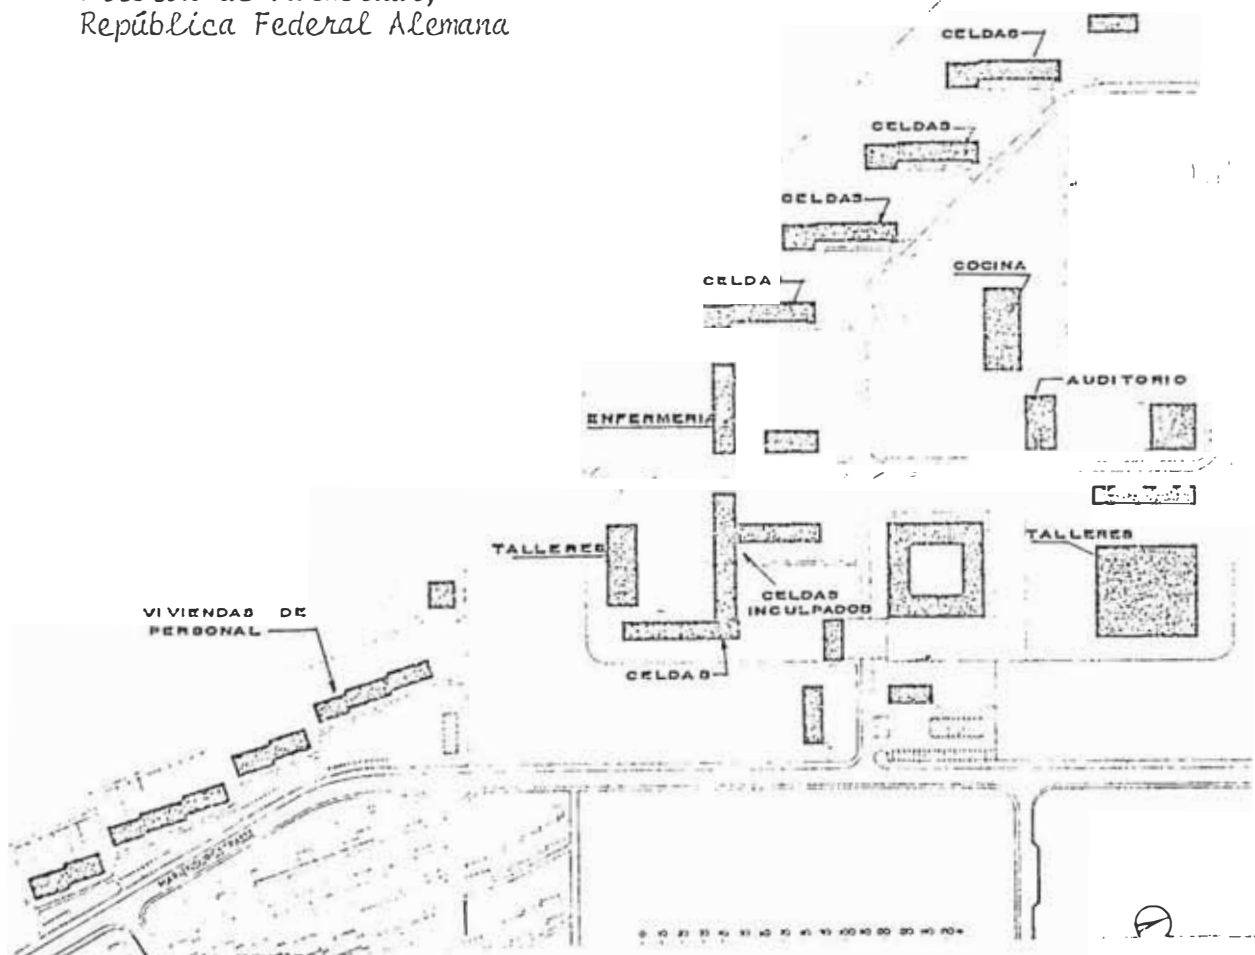 República Federal Alemana
CELDAS
CELDAS
CELDAS
CELDA
COCINA
AUDITORIO
ENFERMERIA
TALLERES
TALLERES
CELDAS
INCULPADOS
VIVIENDAS DE
PERSONAL
CELDAS